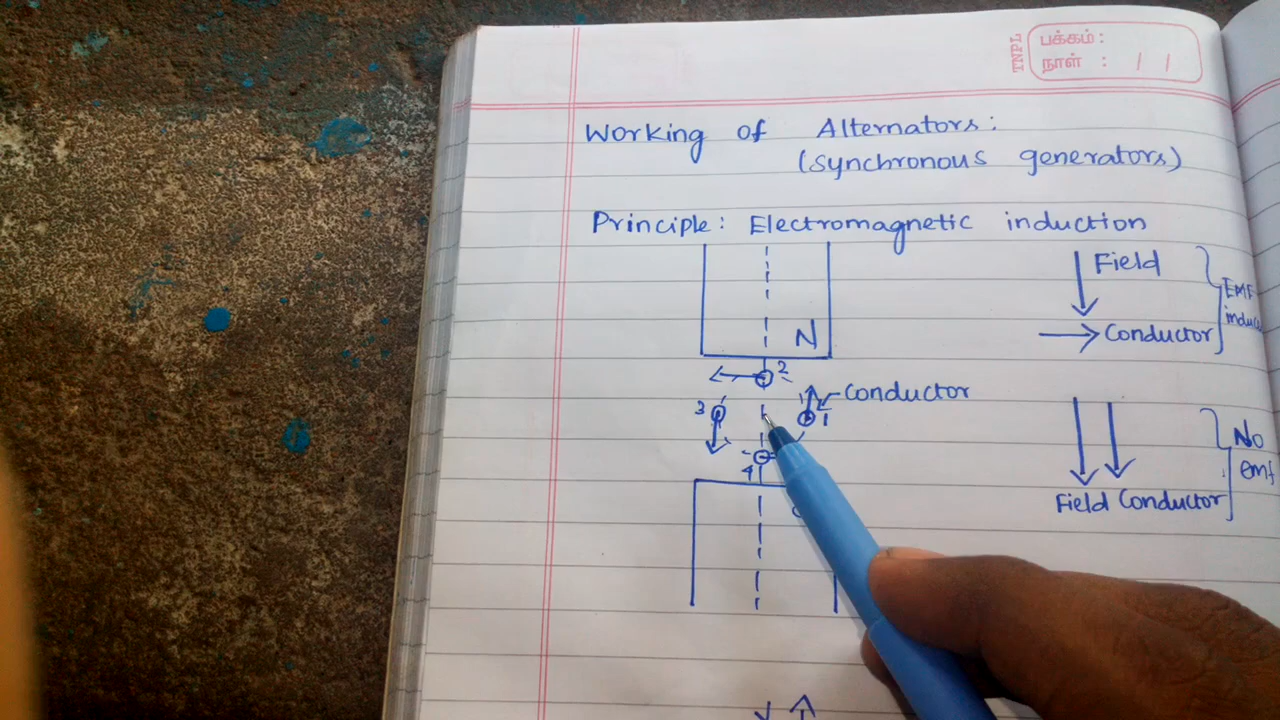 TNPL
பக்கம் :
நாள் : / /
Working of Alternators:
(synchronous generators)
Principle: Electromagnetic induction
Field
EMF
Conductor
N
2
Conductor
3
1
4
No
emf
Field Conductor